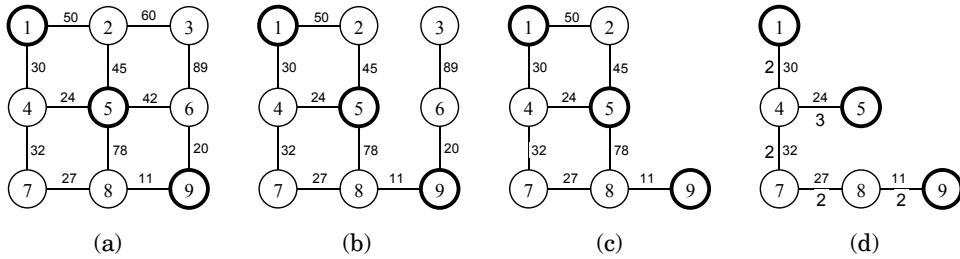 1 50 2 60 3
30 45 89
4 24 5 42 6
32 78 20
7 27 8 11 9
(a)
1 50 2 3
30 45 89
4 24 5 6
32 78 20
7 27 8 11 9
(b)
1 50 2
30 45
4 24 5
32 78
7 27 8 11 9
(c)
1
2 30
4 24 5
3
2 32
7 27 8 11 9
2 2
(d)